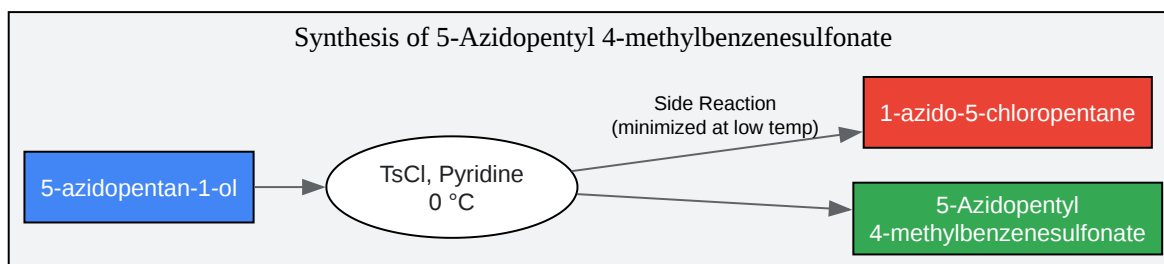 Synthesis of 5-Azidopentyl 4-methylbenzenesulfonate
5-azidopentan-1-ol
TsCl, Pyridine
0 °C
Side Reaction
(minimized at low temp)
1-azido-5-chloropentane
5-Azidopentyl
4-methylbenzenesulfonate